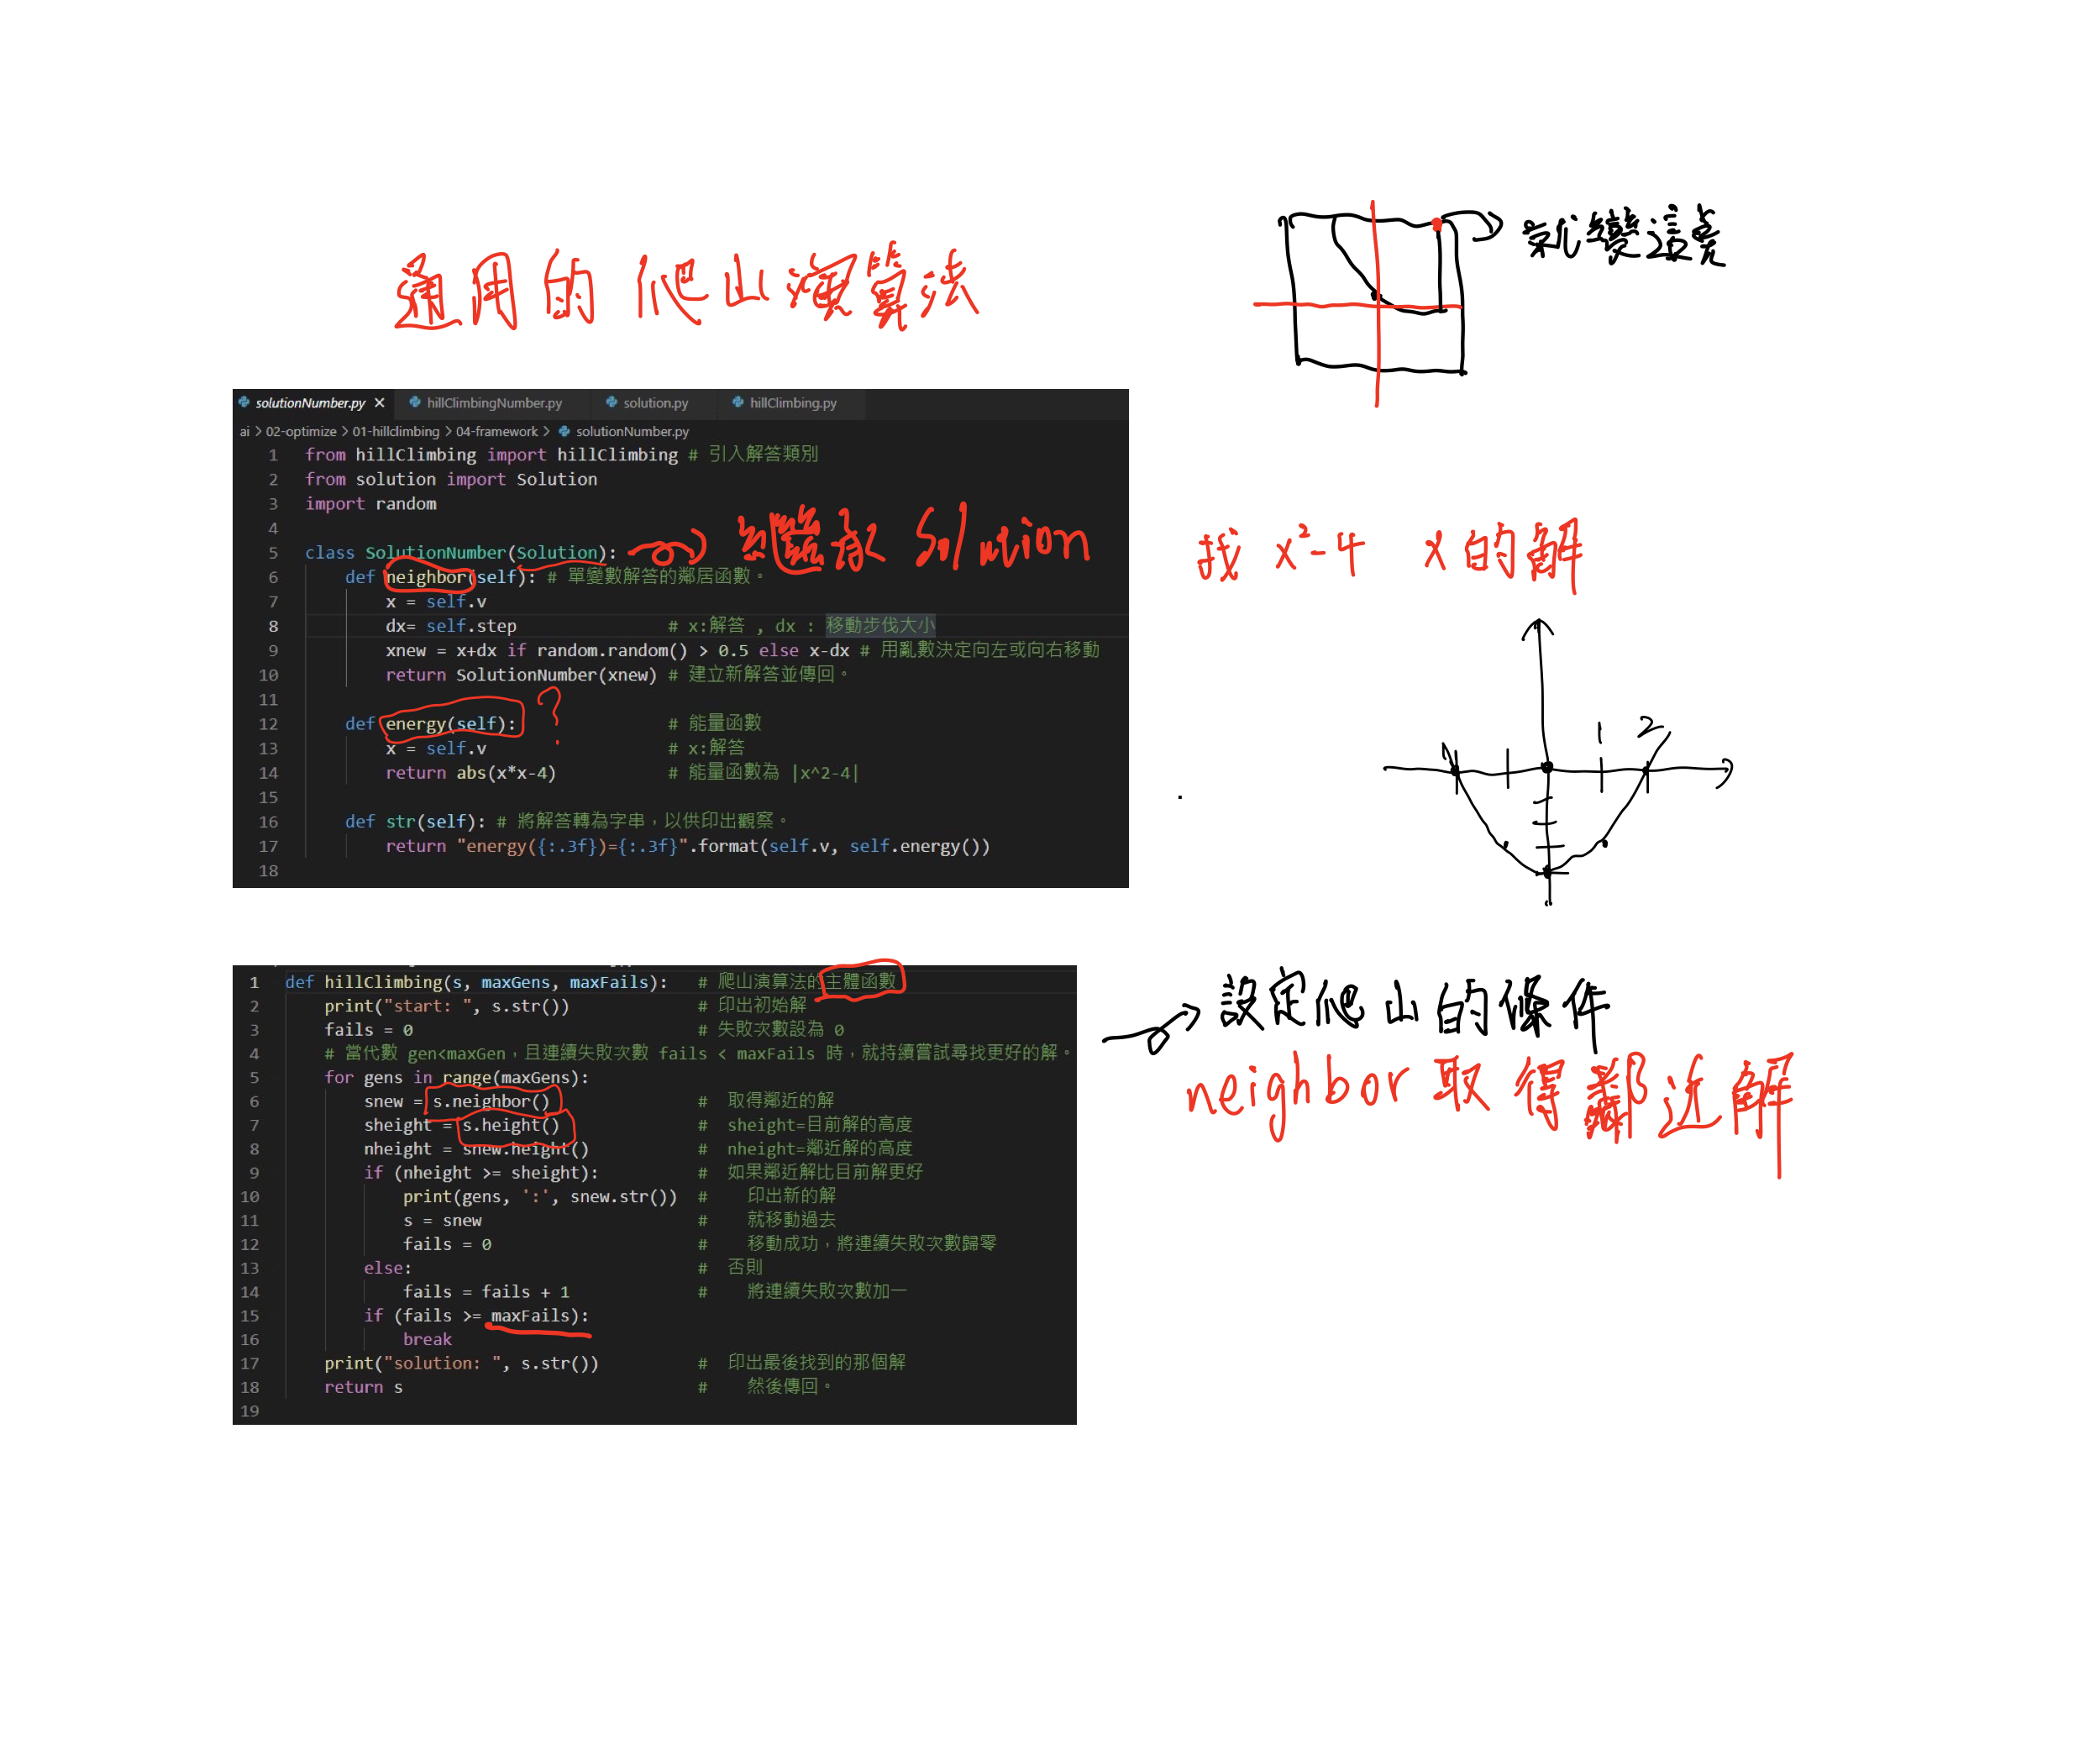 通用的 爬山演算法
solutionNumber.py × hillClimbingNumber.py solution.py hillClimbing.py
ai > 02-optimize > 01-hillclimbing > 04-framework > solutionNumber.py
1 from hillClimbing import hillClimbing # 引入解答類別
2 from solution import Solution
3 import random
4
5 class SolutionNumber(Solution):
繼承 Solution
6 def neighbor(self): # 單變數解答的鄰居函數。
7 x = self.v
8 dx= self.step # x:解答 , dx : 移動步伐大小
9 xnew = x+dx if random.random() > 0.5 else x-dx # 用亂數決定向左或向右移動
10 return SolutionNumber(xnew) # 建立新解答並傳回。
11
?
12 def energy(self): # 能量函數
13 x = self.v # x:解答
14 return abs(x*x-4) # 能量函數為 |x^2-4|
15
16 def str(self): # 將解答轉為字串，以供印出觀察。
17 return "energy({:.3f})={:.3f}".format(self.v, self.energy())
18
找 x²-4 x 的解
1 2
1 def hillClimbing(s, maxGens, maxFails): # 爬山演算法的主體函數
2 print("start: ", s.str()) # 印出初始解
3 fails = 0 # 失敗次數設為 0
4 # 當代數 gen<maxGen，且連續失敗次數 fails < maxFails 時，就持續嘗試尋找更好的解。
5 for gens in range(maxGens):
6 snew = s.neighbor() # 取得鄰近的解
7 sheight = s.height() # sheight=目前解的高度
8 nheight = snew.height() # nheight=鄰近解的高度
9 if (nheight >= sheight): # 如果鄰近解比目前解更好
10 print(gens, ':', snew.str()) # 印出新的解
11 s = snew # 就移動過去
12 fails = 0 # 移動成功，將連續失敗次數歸零
13 else: # 否則
14 fails = fails + 1 # 將連續失敗次數加一
15 if (fails >= maxFails):
16 break
17 print("solution: ", s.str()) # 印出最後找到的那個解
18 return s # 然後傳回。
19
設定爬山的條件
neighbor 取得鄰近解